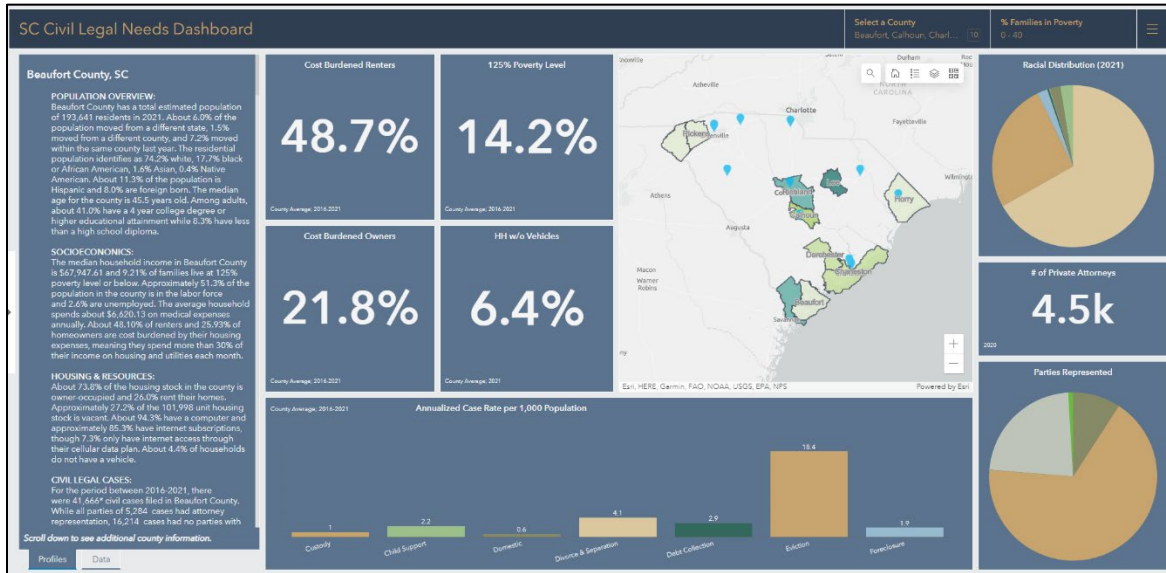 SC Civil Legal Needs Dashboard
Select a County
Beaufort, Calhoun, Charl...
10
% Families in Poverty
0 - 40
Beaufort County, SC
POPULATION OVERVIEW:
Beaufort County has a total estimated population
of 193,641 residents in 2021. About 6.0% of the
population moved from a different state, 1.5%
moved from a different county, and 7.2% moved
within the same county last year. The residential
population identifies as 74.2% white, 17.7% black
or African American, 1.6% Asian, 0.4% Native
American. About 11.3% of the population is
Hispanic and 8.0% are foreign born. The median
age for the county is 45.5 years old. Among adults,
about 41.0% have a 4 year college degree or
higher educational attainment while 8.3% have less
than a high school diploma.
SOCIOECONONICS:
The median household income in Beaufort County
is $67,947.61 and 9.21% of families live at 125%
poverty level or below. Approximately 51.3% of the
population in the county is in the labor force
and 2.6% are unemployed. The average household
spends about $6,620.13 on medical expenses
annually. About 48.10% of renters and 25.93% of
homeowners are cost burdened by their housing
expenses, meaning they spend more than 30% of
their income on housing and utilities each month.
HOUSING & RESOURCES:
About 73.8% of the housing stock in the county is
owner-occupied and 26.0% rent their homes.
Approximately 27.2% of the 101,998 unit housing
stock is vacant. About 94.3% have a computer and
approximately 85.3% have internet subscriptions,
though 7.3% only have internet access through
their cellular data plan. About 4.4% of households
do not have a vehicle.
CIVIL LEGAL CASES:
For the period between 2016-2021, there
were 41,666* civil cases filed in Beaufort County.
While all parties of 5,284 cases had attorney
representation, 16,214 cases had no parties with
Scroll down to see additional county information.
Profiles
Data
Cost Burdened Renters
48.7%
County Average, 2016-2021
125% Poverty Level
14.2%
County Average, 2016-2021
Cost Burdened Owners
21.8%
County Average, 2016-2021
HH w/o Vehicles
6.4%
County Average, 2021
Knoxville
Durham
Asheville
NORTH
CAROLINA
Charlotte
Fayetteville
Pickens
Greenville
Wilmington
Athens
Lee
Richland
Horry
Calhoun
Augusta
Dorchester
Charleston
Macon
Warner
Robins
Beaufort
Savannah
+
−
Esri, HERE, Garmin, FAO, NOAA, USGS, EPA, NPS
Powered by Esri
Racial Distribution (2021)
# of Private Attorneys
4.5k
2020
Parties Represented
County Average, 2016-2021
Annualized Case Rate per 1,000 Population
1
2.2
0.6
4.1
2.9
18.4
1.9
Custody
Child Support
Domestic
Divorce & Separation
Debt Collection
Eviction
Foreclosure